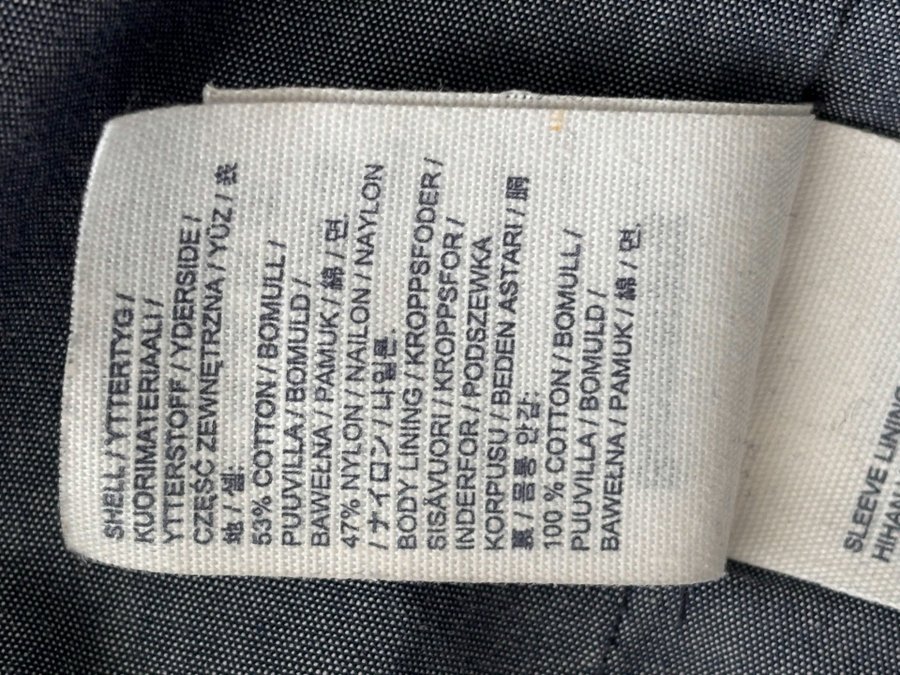 SHELL / YTTERTYG /
KUORIMATERIAALI /
YTTERSTOFF / YDERSIDE /
CZĘŚĆ ZEWNĘTRZNA / YÜZ / 表
地 / 셸:
53% COTTON / BOMULL /
PUUVILLA / BOMULD /
BAWEŁNA / PAMUK / 綿 / 면.
47% NYLON / NAILON / NAYLON
/ ナイロン / 나일론.
BODY LINING / KROPPSFODER /
SISÄVUORI / KROPPSFOR /
INDERFOR / PODSZEWKA
KORPUSU / BEDEN ASTARI / 胴
裏 / 몸통 안감:
100 % COTTON / BOMULL /
PUUVILLA / BOMULD /
BAWEŁNA / PAMUK / 綿 / 면.
SLEEVE LINING
HIHAN